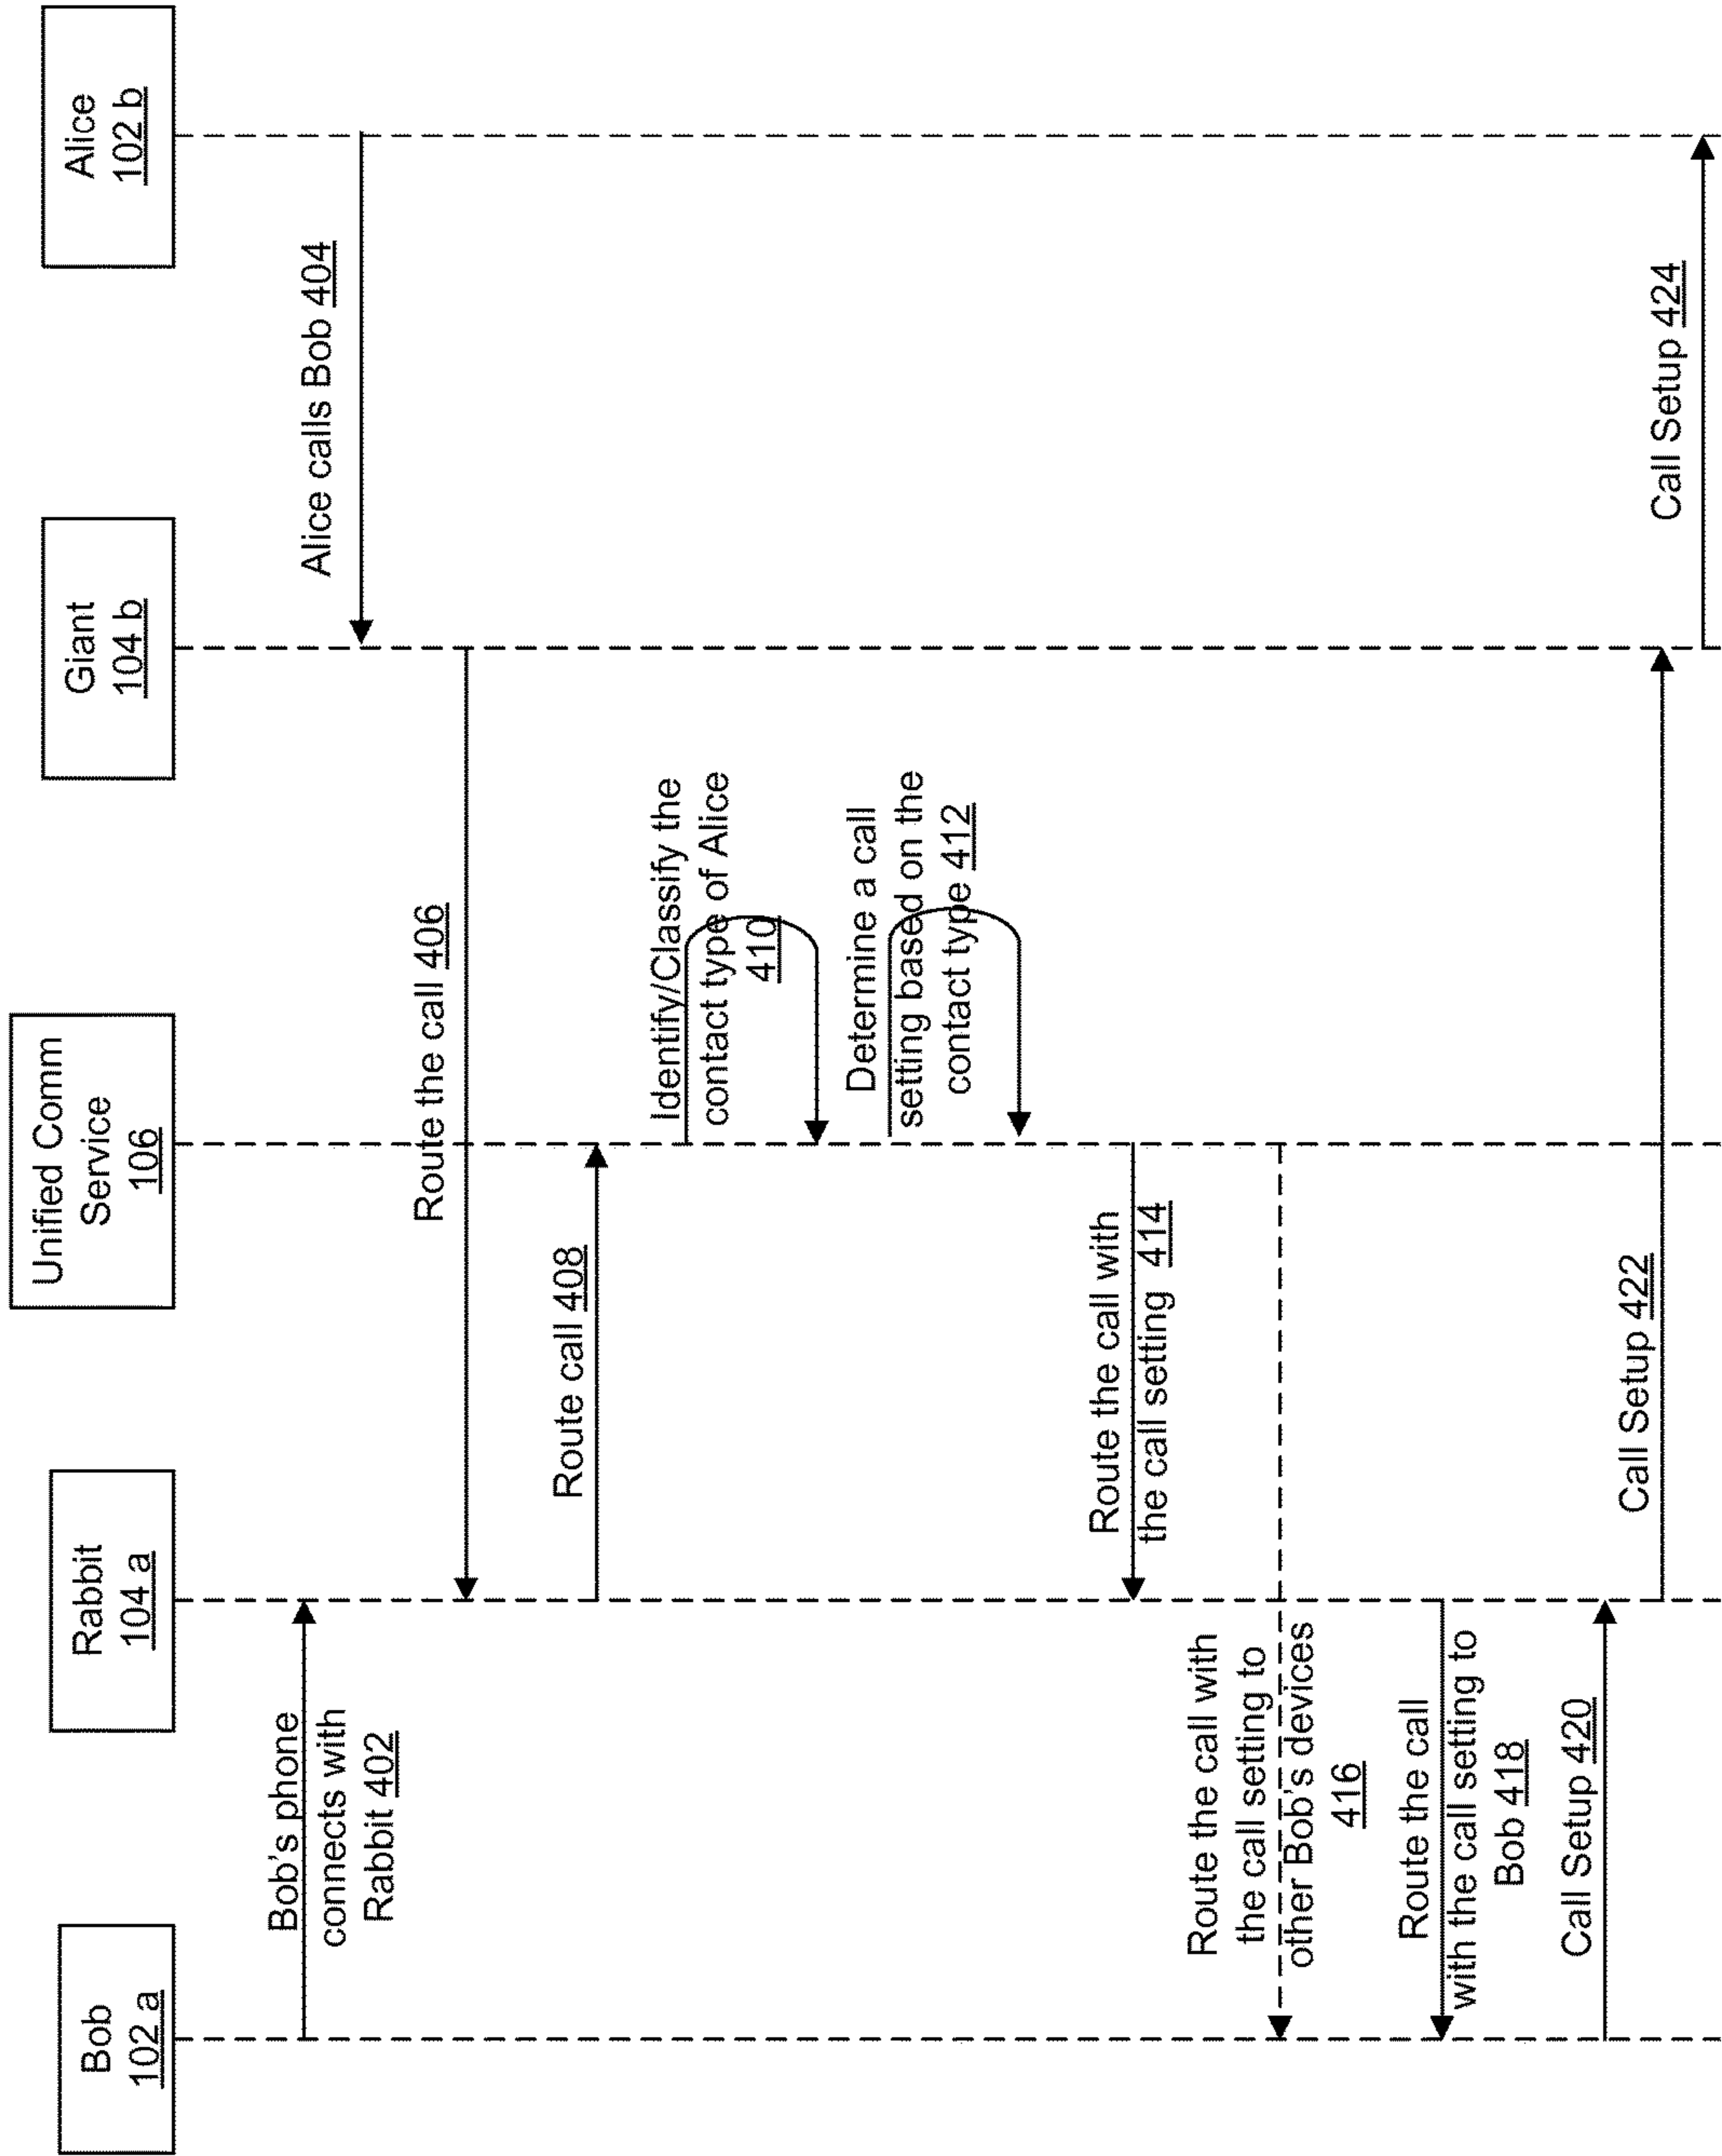 Bob
102 a
Rabbit
104 a
Unified Comm
Service
106
Giant
104 b
Alice
102 b
Bob's phone
connects with
Rabbit 402
Alice calls Bob 404
Route the call 406
Route call 408
Identify/Classify the
contact type of Alice
410
Determine a call
setting based on the
contact type 412
Route the call with
the call setting 414
Route the call with
the call setting to
other Bob's devices
416
Route the call
with the call setting to
Bob 418
Call Setup 420
Call Setup 422
Call Setup 424